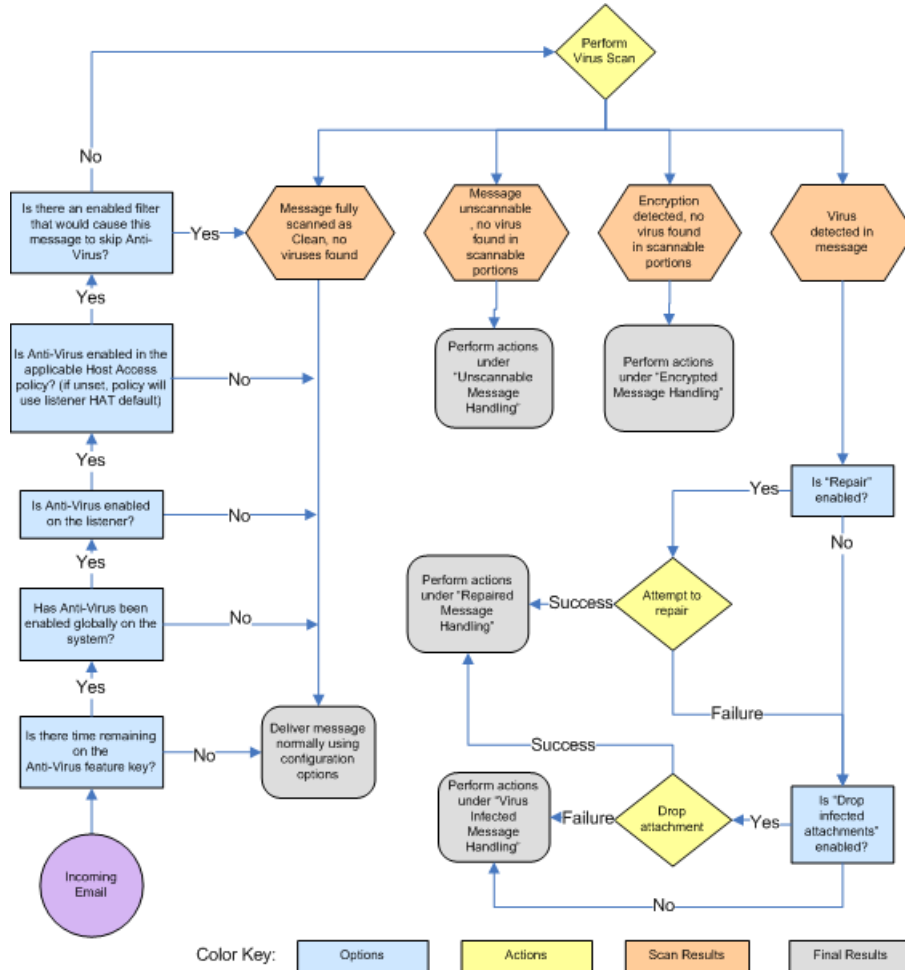 Perform
Virus Scan
No
Is there an enabled filter
that would cause this
message to skip Anti-
Virus?
Yes
Message fully
scanned as
Clean, no
viruses found
Message
unscannable
, no virus
found in
scannable
portions
Encryption
detected, no
virus found
in scannable
portions
Virus
detected in
message
Yes
Is Anti-Virus enabled in the
applicable Host Access
policy? (if unset, policy will
use listener HAT default)
No
Perform actions
under
“Unscannable
Message
Handling”
Perform actions
under “Encrypted
Message Handling”
Yes
Is Anti-Virus enabled
on the listener?
No
Yes
Is “Repair”
enabled?
No
Yes
Has Anti-Virus been
enabled globally on the
system?
No
Perform actions
under “Repaired
Message
Handling”
Success
Attempt to
repair
Yes
Failure
Is there time remaining
on the
Anti-Virus feature key?
No
Deliver message
normally using
configuration
options
Success
Perform actions
under “Virus
Infected
Message
Handling”
Failure
Drop
attachment
Yes
Is “Drop
infected
attachments”
enabled?
No
Incoming
Email
Color Key:
Options
Actions
Scan Results
Final Results